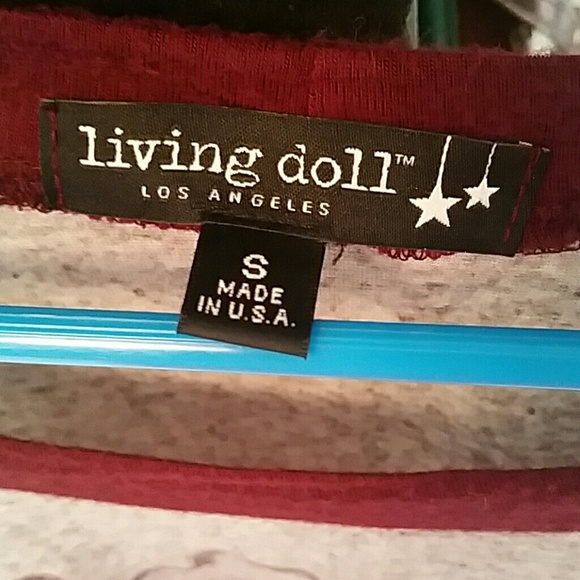 living doll™
LOS ANGELES
S
MADE
IN U.S.A.